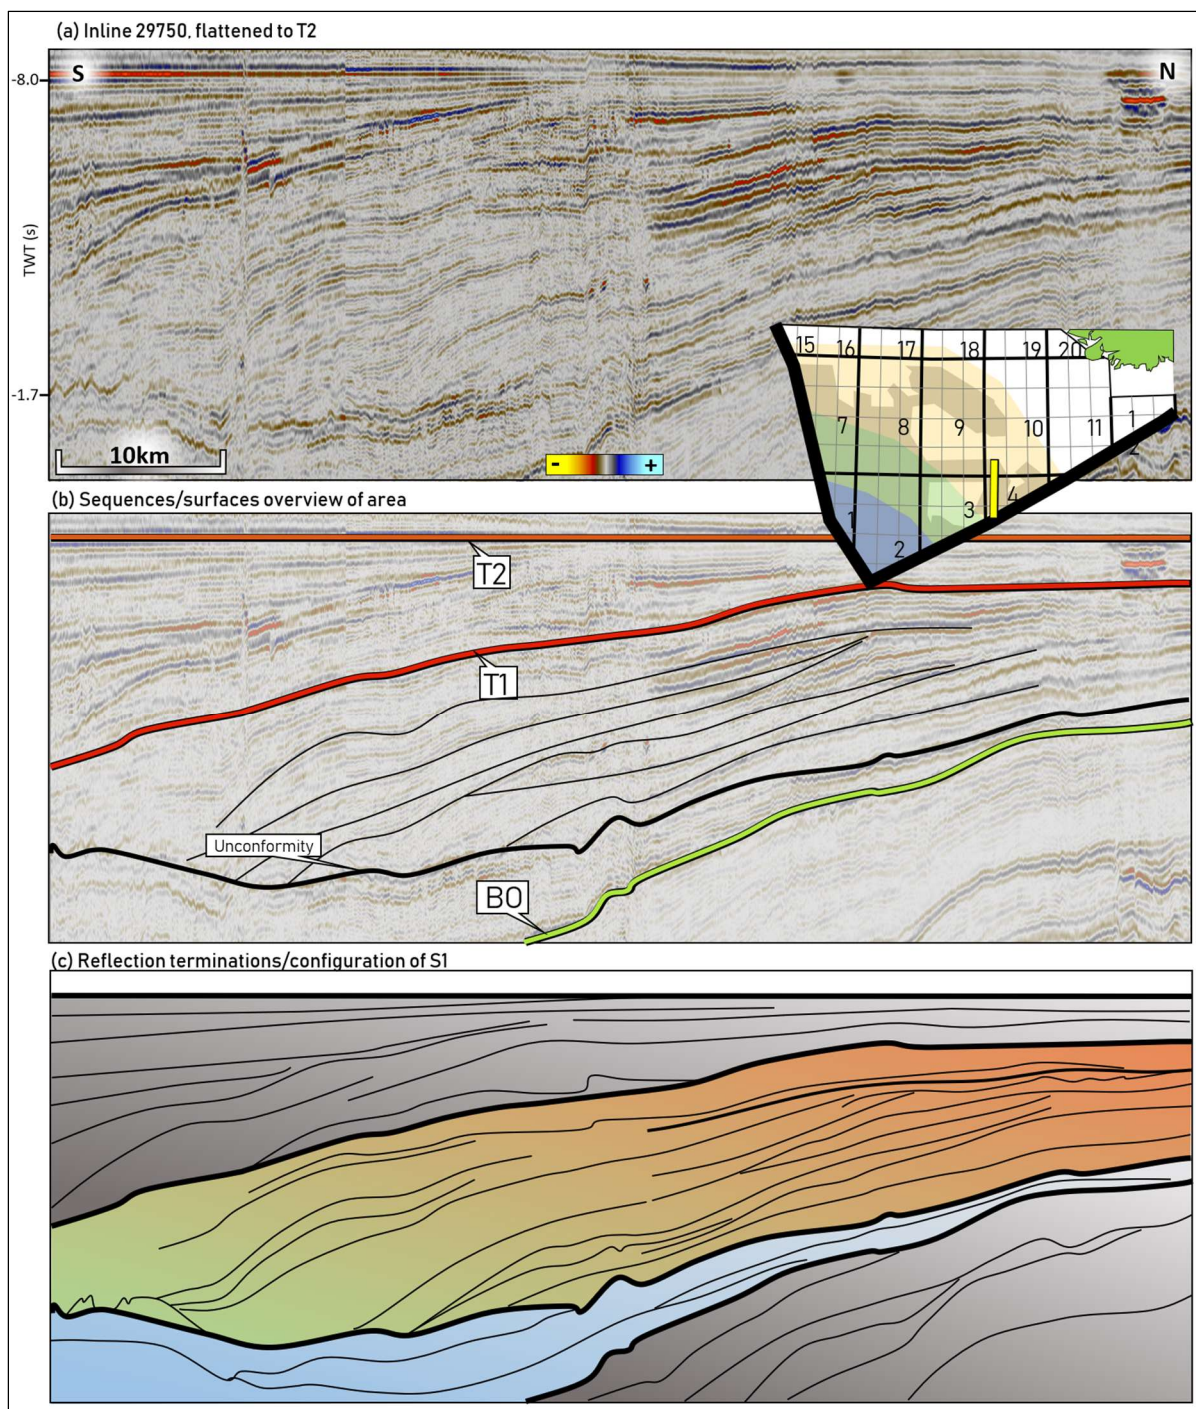 (a) Inline 29750, flattened to T2
S
N
-8.0
TWT (s)
-1.7
10km
-
+
15 16 17 18 19 20
7 8 9 10 11 1
2
1 2 3 4
(b) Sequences/surfaces overview of area
T2
T1
Unconformity
BO
(c) Reflection terminations/configuration of S1